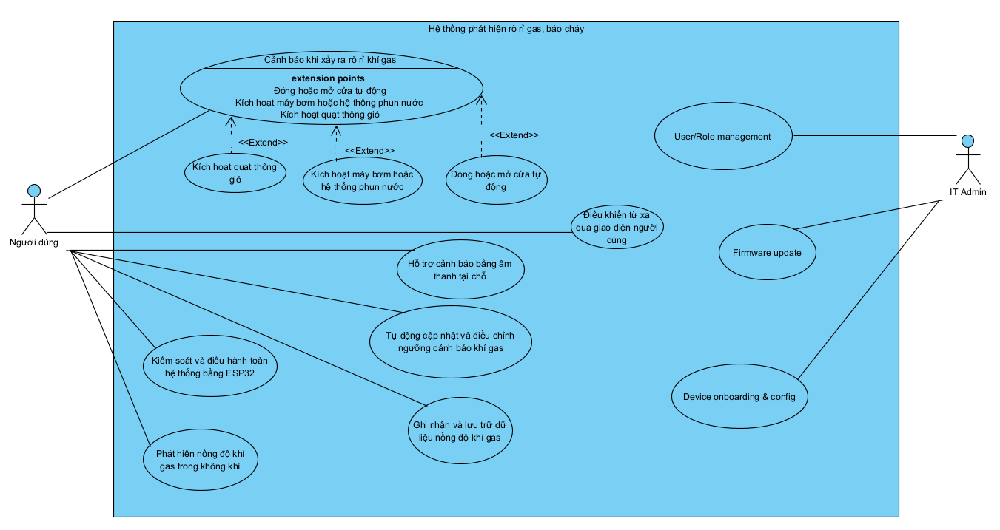 Hệ thống phát hiện rò rỉ gas, báo cháy
Cảnh báo khi xảy ra rò rỉ khí gas
extension points
Đóng hoặc mở cửa tự động
Kích hoạt máy bơm hoặc hệ thống phun nước
Kích hoạt quạt thông gió
<<Extend>>
<<Extend>>
<<Extend>>
Kích hoạt quạt thông
gió
Kích hoạt máy bơm hoặc
hệ thống phun nước
Đóng hoặc mở cửa tự
động
User/Role management
IT Admin
Người dùng
Điều khiển từ xa
qua giao diện người
dùng
Firmware update
Hỗ trợ cảnh báo bằng âm
thanh tại chỗ
Tự động cập nhật và điều chỉnh
ngưỡng cảnh báo khí gas
Kiểm soát và điều hành toàn
hệ thống bằng ESP32
Device onboarding & config
Ghi nhận và lưu trữ dữ
liệu nồng độ khí gas
Phát hiện nồng độ khí
gas trong không khí